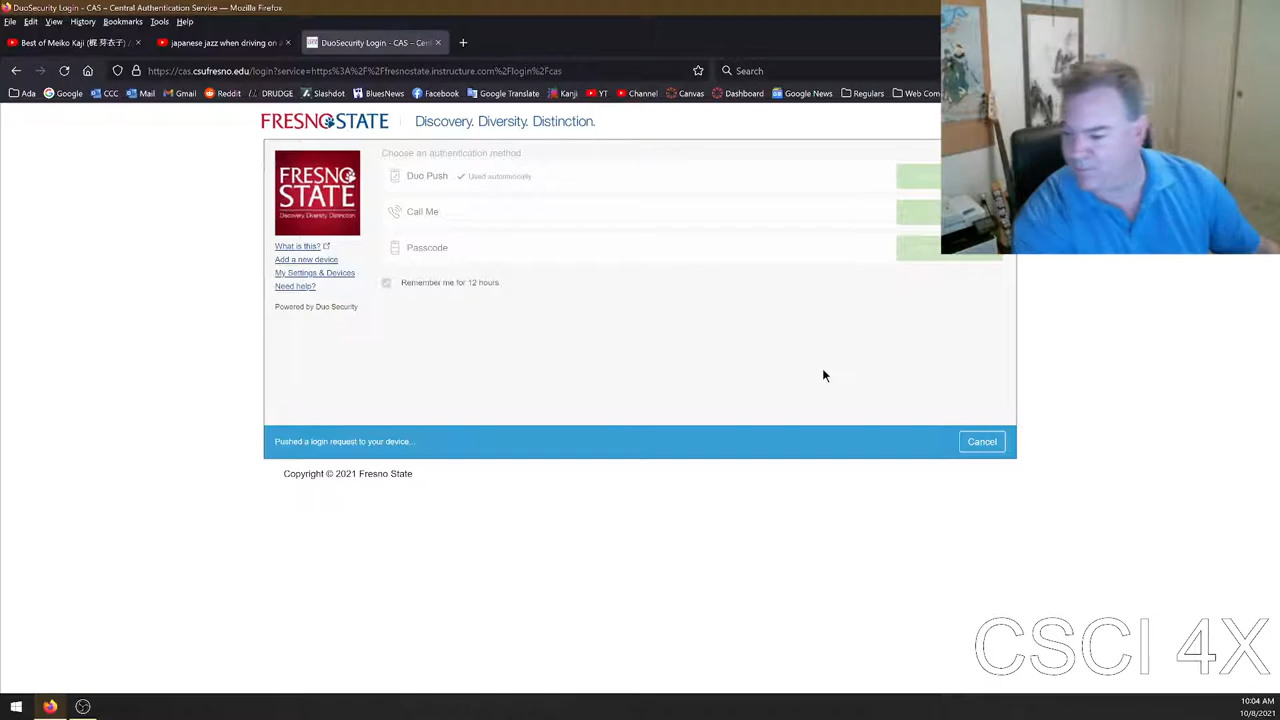 DuoSecurity Login - CAS – Central Authentication Service — Mozilla Firefox
File Edit View History Bookmarks Tools Help
Best of Meiko Kaji (梶 芽衣子) /
japanese jazz when driving on
DuoSecurity Login - CAS – Cent
https://cas.csufresno.edu/login?service=https%3A%2F%2Ffresnostate.instructure.com%2Flogin%2Fcas
Search
Ada Google CCC Mail Gmail Reddit DRUDGE Slashdot BluesNews Facebook Google Translate Kanji YT Channel Canvas Dashboard Google News Regulars Web Com
FRESNO STATE Discovery. Diversity. Distinction.
FRESNO
STATE
Discovery. Diversity. Distinction.
What is this?
Add a new device
My Settings & Devices
Need help?
Powered by Duo Security
Choose an authentication method
Duo Push Used automatically
Call Me
Passcode
Remember me for 12 hours
Pushed a login request to your device...
Cancel
Copyright © 2021 Fresno State
CSCI 4X
10:04 AM
10/8/2021